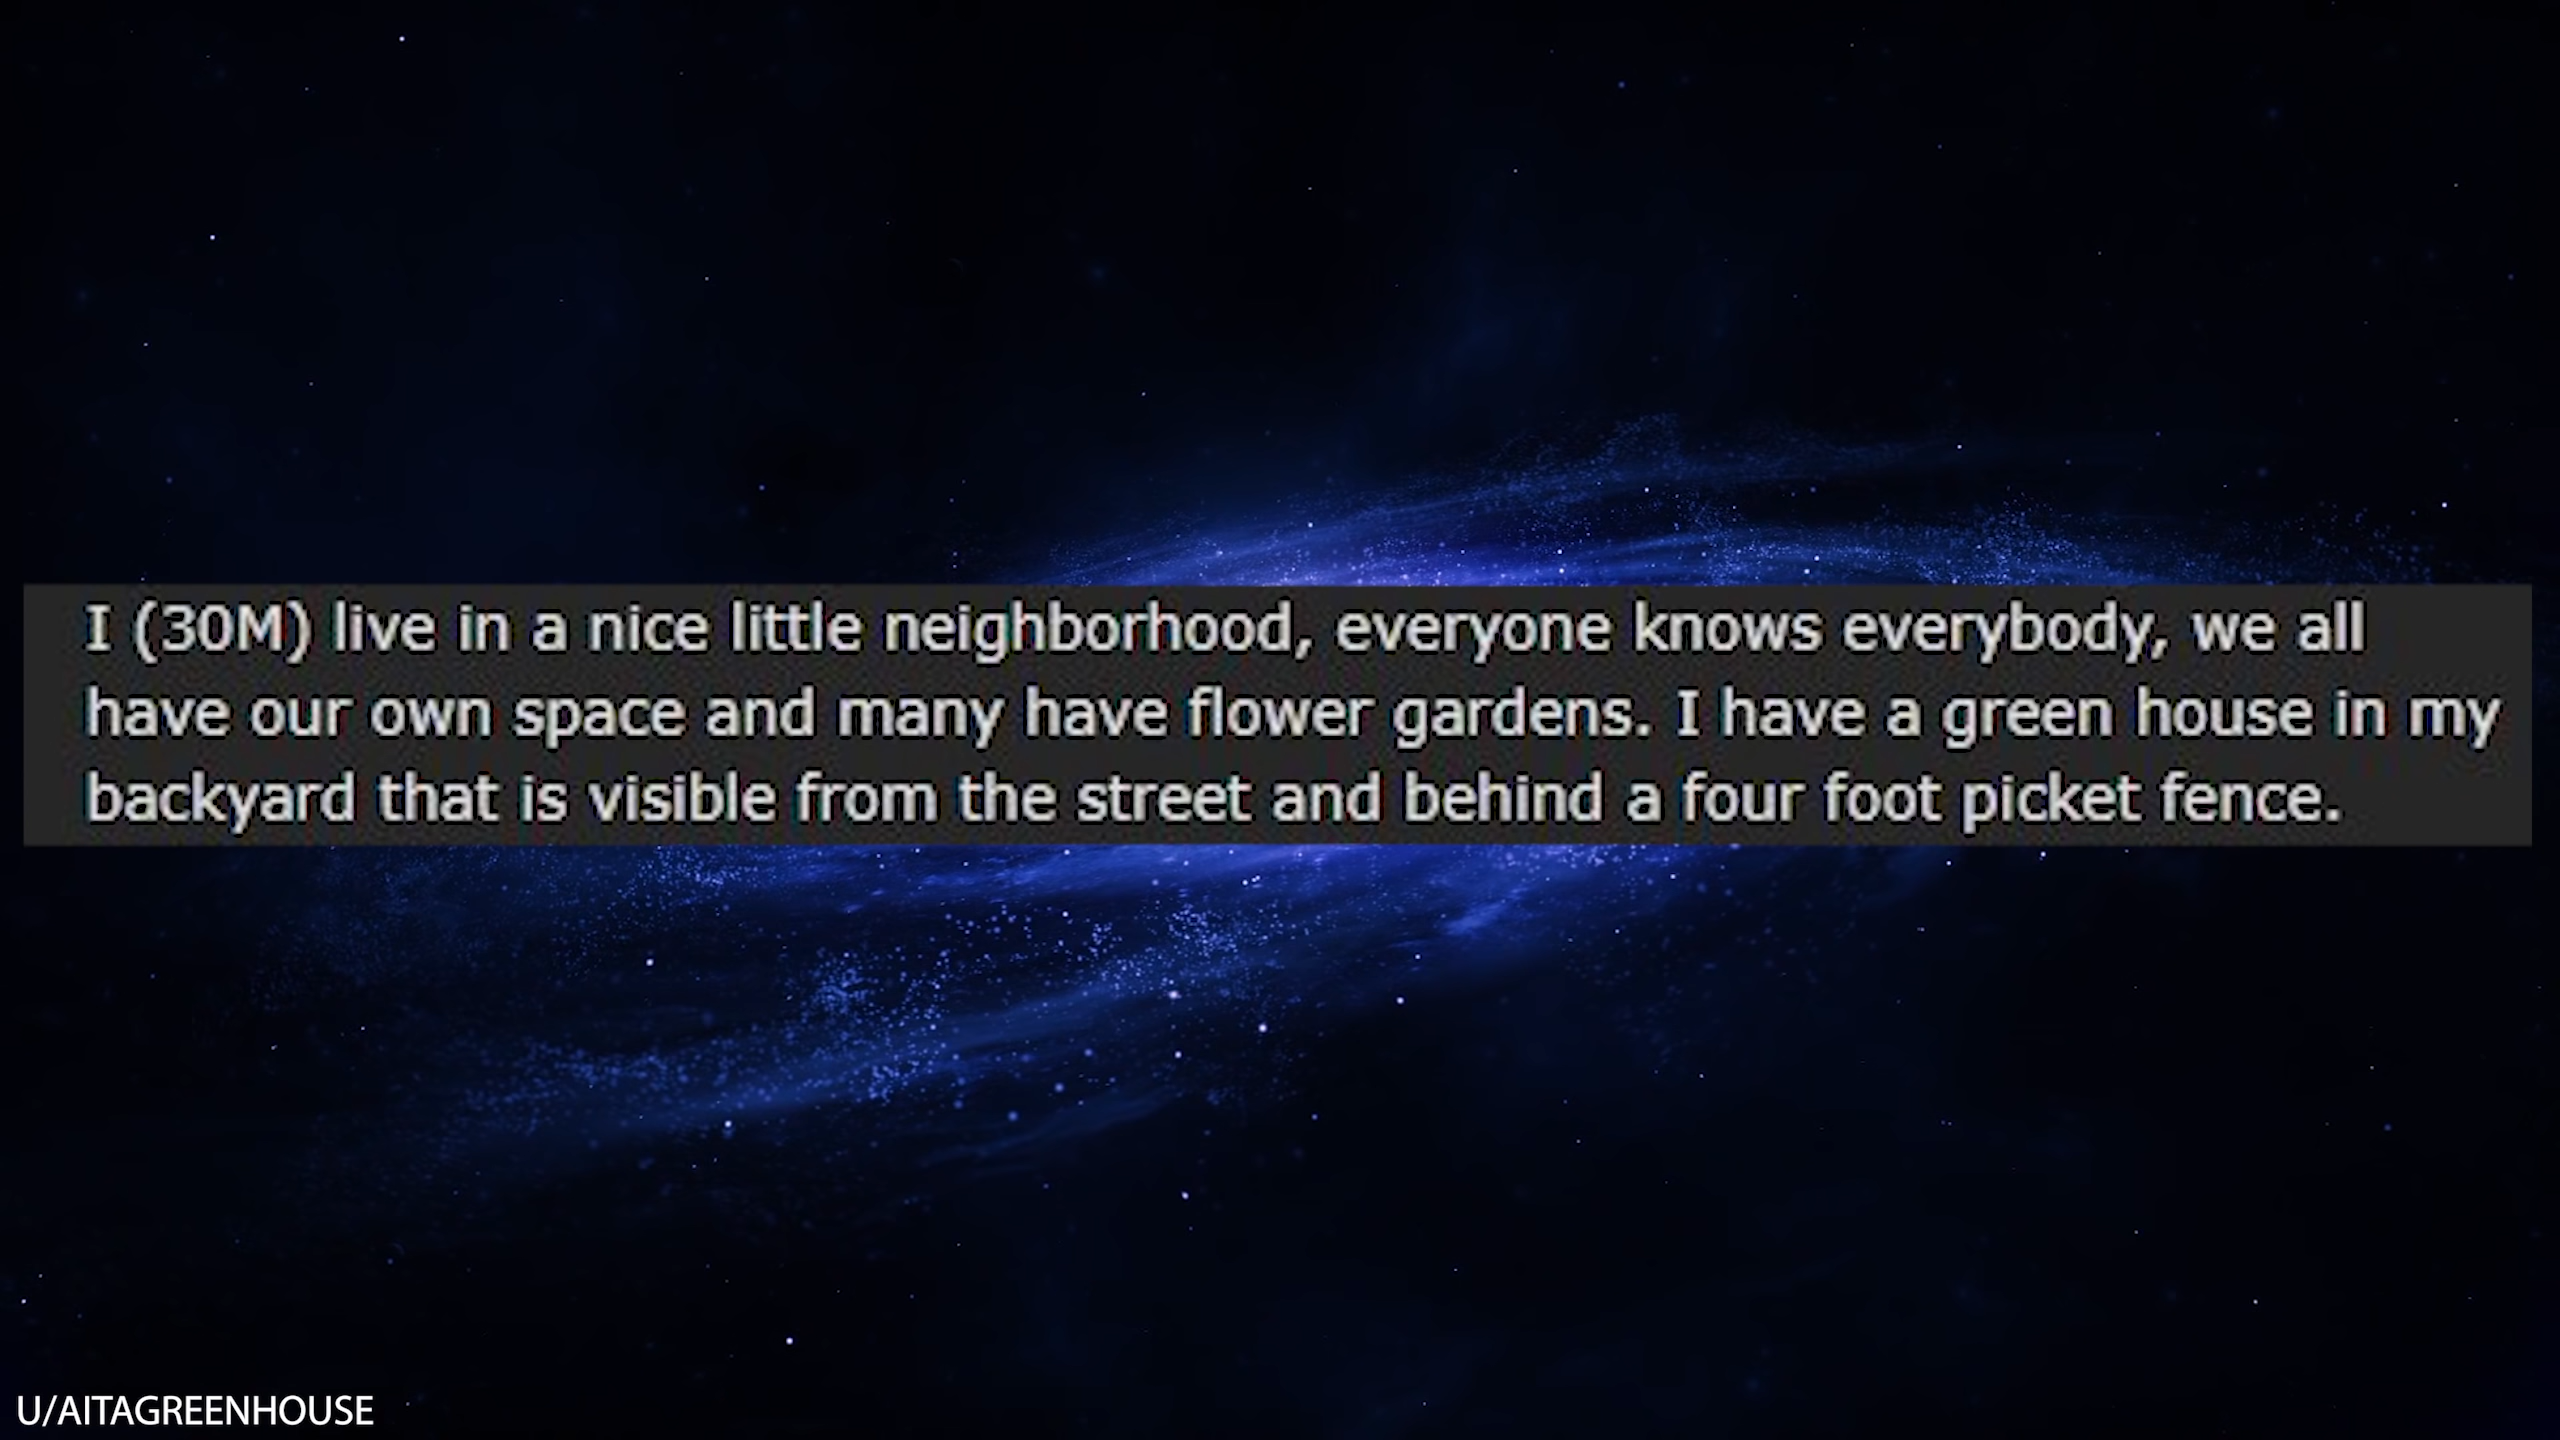 I (30M) live in a nice little neighborhood, everyone knows everybody, we all
have our own space and many have flower gardens. I have a green house in my
backyard that is visible from the street and behind a four foot picket fence.
U/AITAGREENHOUSE